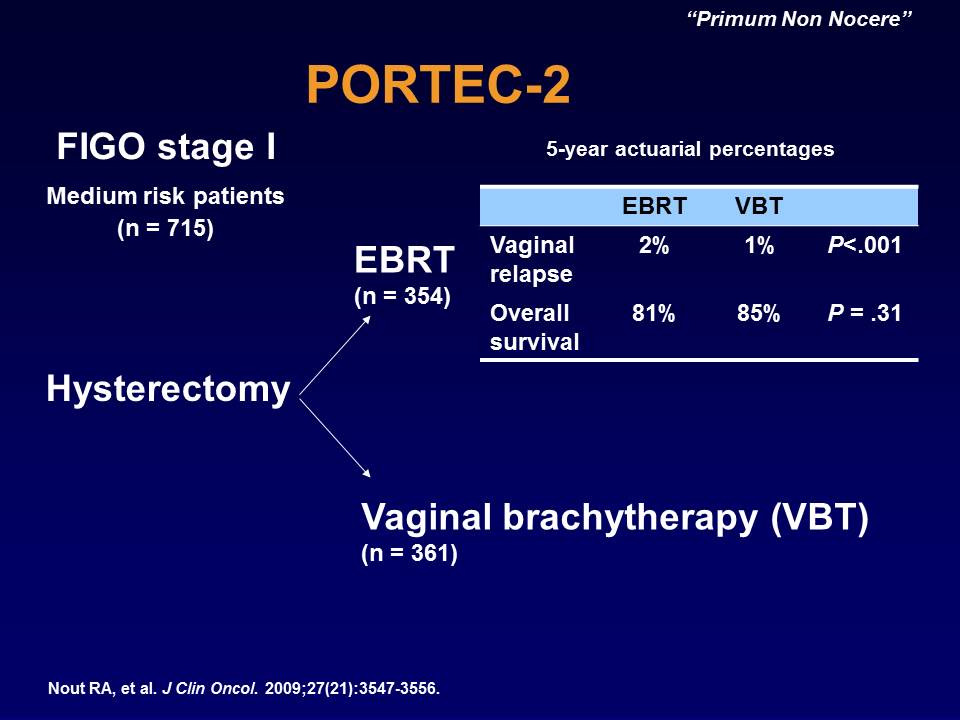 “Primum Non Nocere”
PORTEC-2
FIGO stage I
Medium risk patients
(n = 715)
5-year actuarial percentages
EBRT VBT
Vaginal 2% 1% P<.001
relapse
Overall 81% 85% P = .31
survival
EBRT
(n = 354)
Hysterectomy
Vaginal brachytherapy (VBT)
(n = 361)
Nout RA, et al. J Clin Oncol. 2009;27(21):3547-3556.